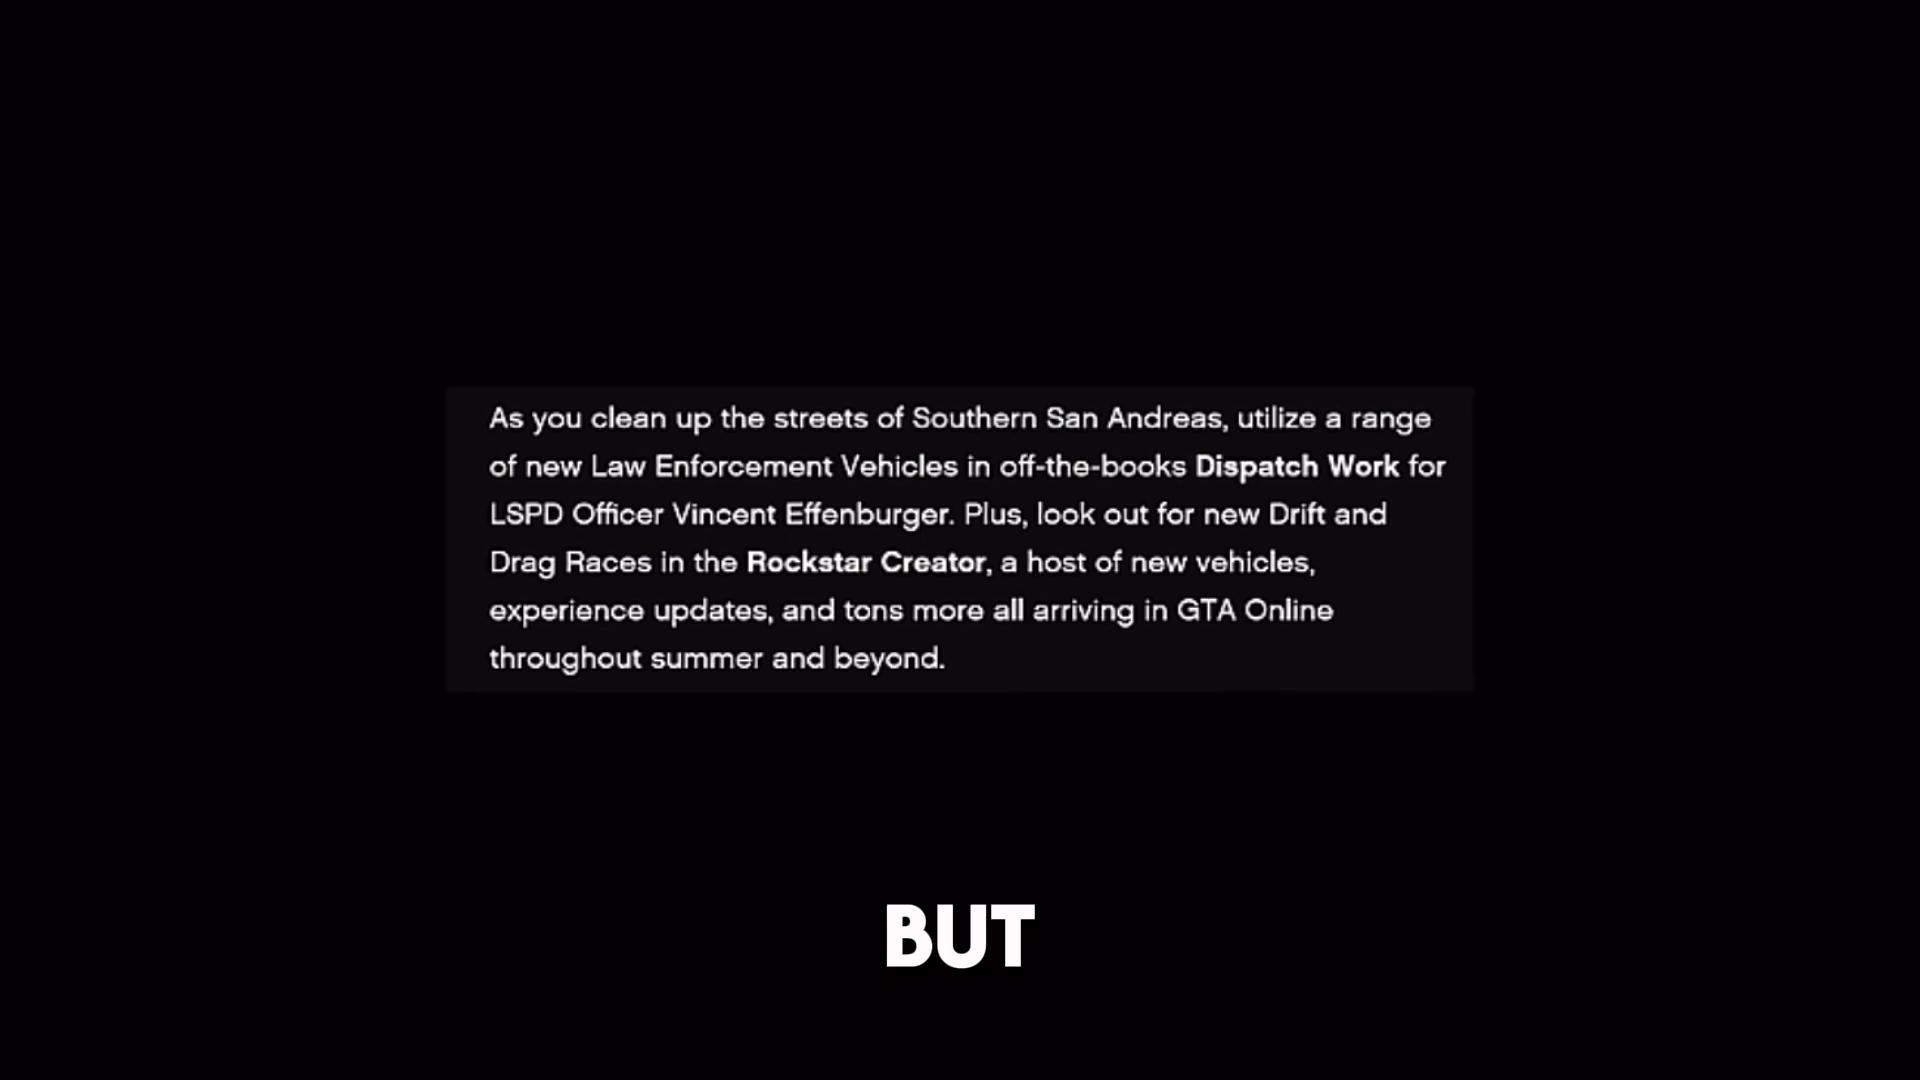 As you clean up the streets of Southern San Andreas, utilize a range
of new Law Enforcement Vehicles in off-the-books Dispatch Work for
LSPD Officer Vincent Effenburger. Plus, look out for new Drift and
Drag Races in the Rockstar Creator, a host of new vehicles,
experience updates, and tons more all arriving in GTA Online
throughout summer and beyond.
BUT